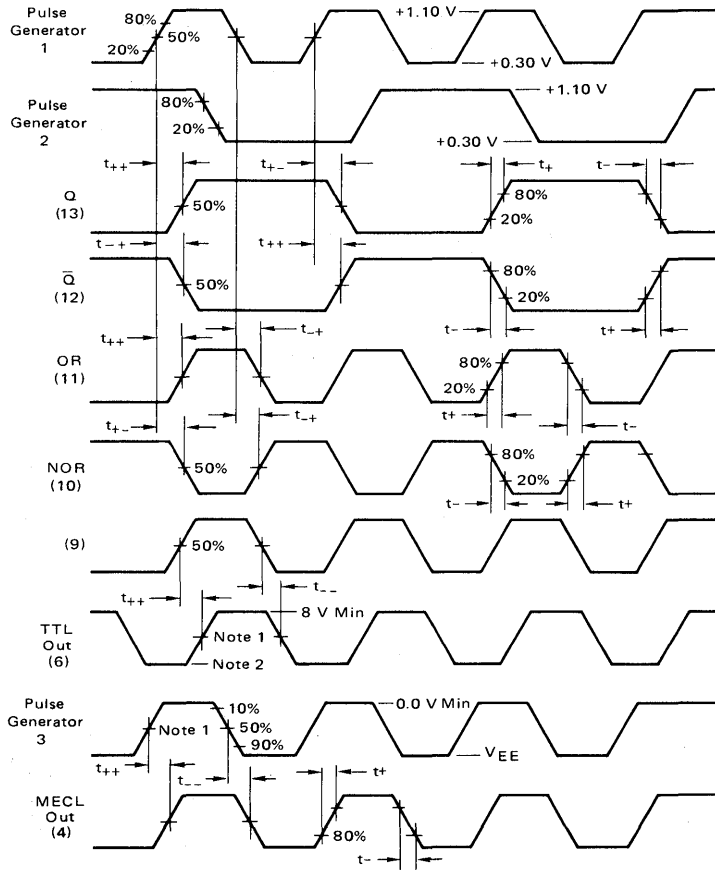 Pulse
Generator
1
80%
50%
20%
+1.10 V
+0.30 V
Pulse
Generator
2
80%
20%
+1.10 V
+0.30 V
t++
t+-
t+
t-
Q
(13)
50%
80%
20%
t-+
t++
Q̄
(12)
50%
80%
20%
t++
t-+
t-
t+
OR
(11)
80%
20%
t+-
t-+
t+
t-
NOR
(10)
50%
80%
20%
t-
t+
(9)
50%
t++
t--
8 V Min
TTL
Out
(6)
Note 1
Note 2
Pulse
Generator
3
10%
0.0 V Min
Note 1
50%
90%
VEE
t++
t--
t+
MECL
Out
(4)
80%
t-